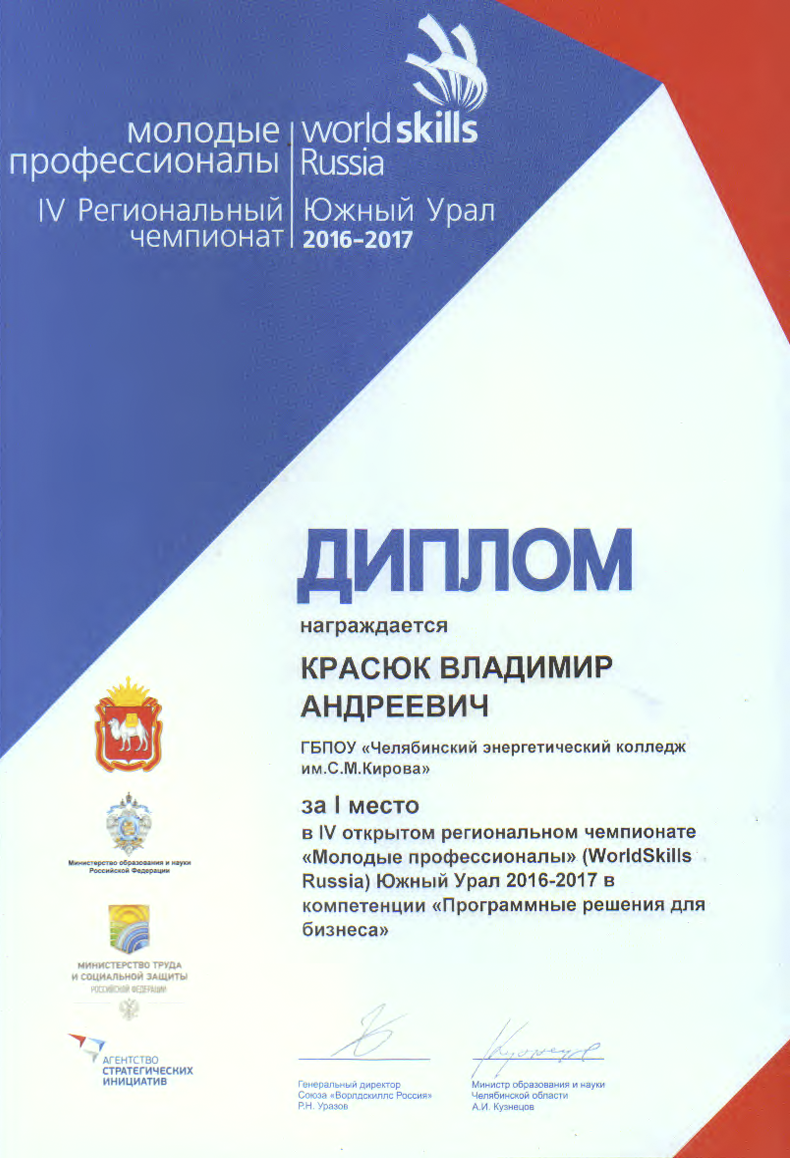 молодые
профессионалы
worldskills
Russia
IV Региональный
чемпионат
Южный Урал
2016-2017
ДИПЛОМ
награждается
КРАСЮК ВЛАДИМИР
АНДРЕЕВИЧ
ГБПОУ «Челябинский энергетический колледж
им.С.М.Кирова»
за I место
в IV открытом региональном чемпионате
«Молодые профессионалы» (WorldSkills
Russia) Южный Урал 2016-2017 в
компетенции «Программные решения для
бизнеса»
Министерство образования и науки
Российской Федерации
МИНИСТЕРСТВО ТРУДА
И СОЦИАЛЬНОЙ ЗАЩИТЫ
РОССИЙСКОЙ ФЕДЕРАЦИИ
АГЕНТСТВО
СТРАТЕГИЧЕСКИХ
ИНИЦИАТИВ
Генеральный директор
Союза «Ворлдскиллс Россия»
Р.Н. Уразов
Министр образования и науки
Челябинской области
А.И. Кузнецов